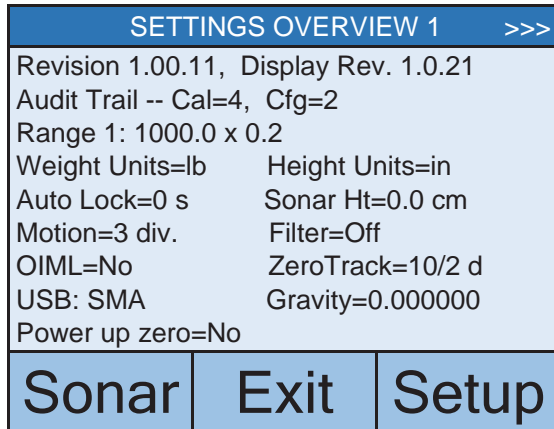 SETTINGS OVERVIEW 1 >>>
Revision 1.00.11, Display Rev. 1.0.21
Audit Trail -- Cal=4, Cfg=2
Range 1: 1000.0 x 0.2
Weight Units=lb Height Units=in
Auto Lock=0 s Sonar Ht=0.0 cm
Motion=3 div. Filter=Off
OIML=No ZeroTrack=10/2 d
USB: SMA Gravity=0.000000
Power up zero=No
Sonar Exit Setup